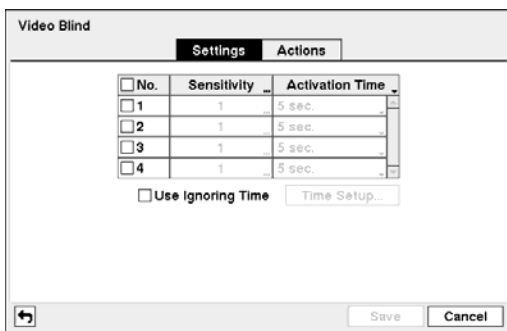 Video Blind
Settings Actions
No. Sensitivity ... Activation Time
1 1 ... 5 sec.
2 1 ... 5 sec.
3 1 ... 5 sec.
4 1 ... 5 sec.
Use Ignoring Time Time Setup...
Save Cancel